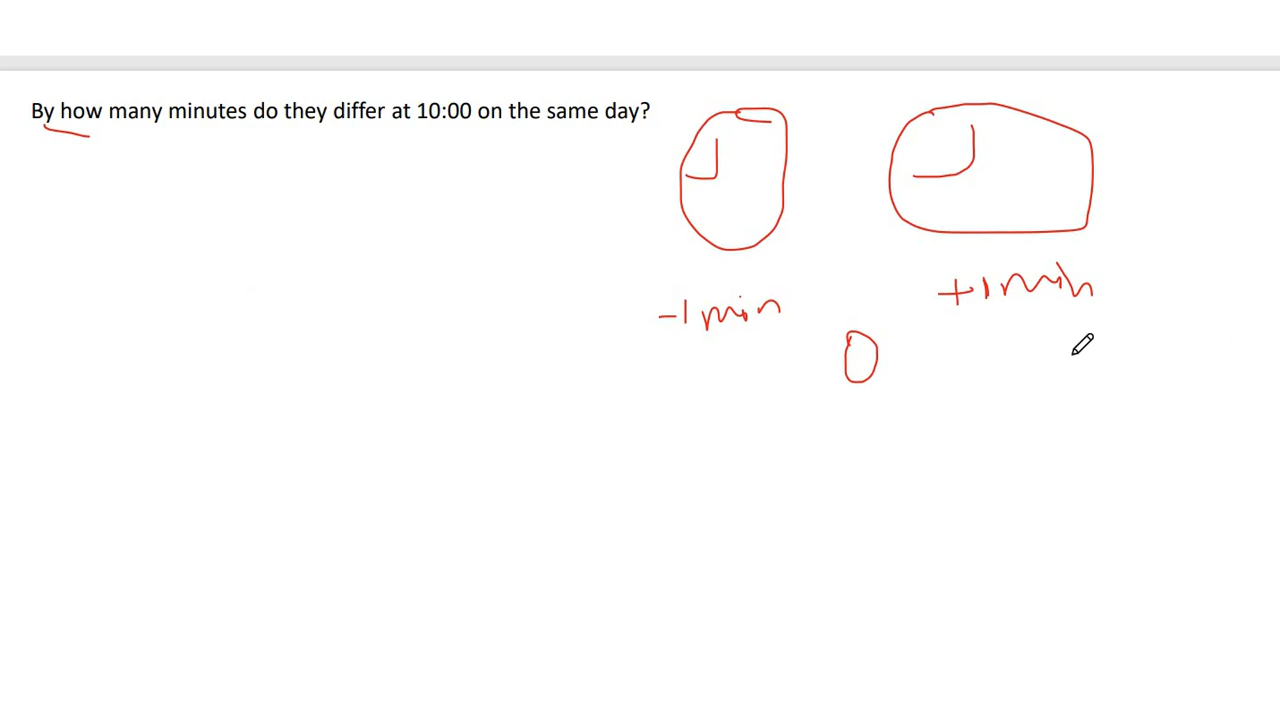 By how many minutes do they differ at 10:00 on the same day?
-1 min
+1 min
0